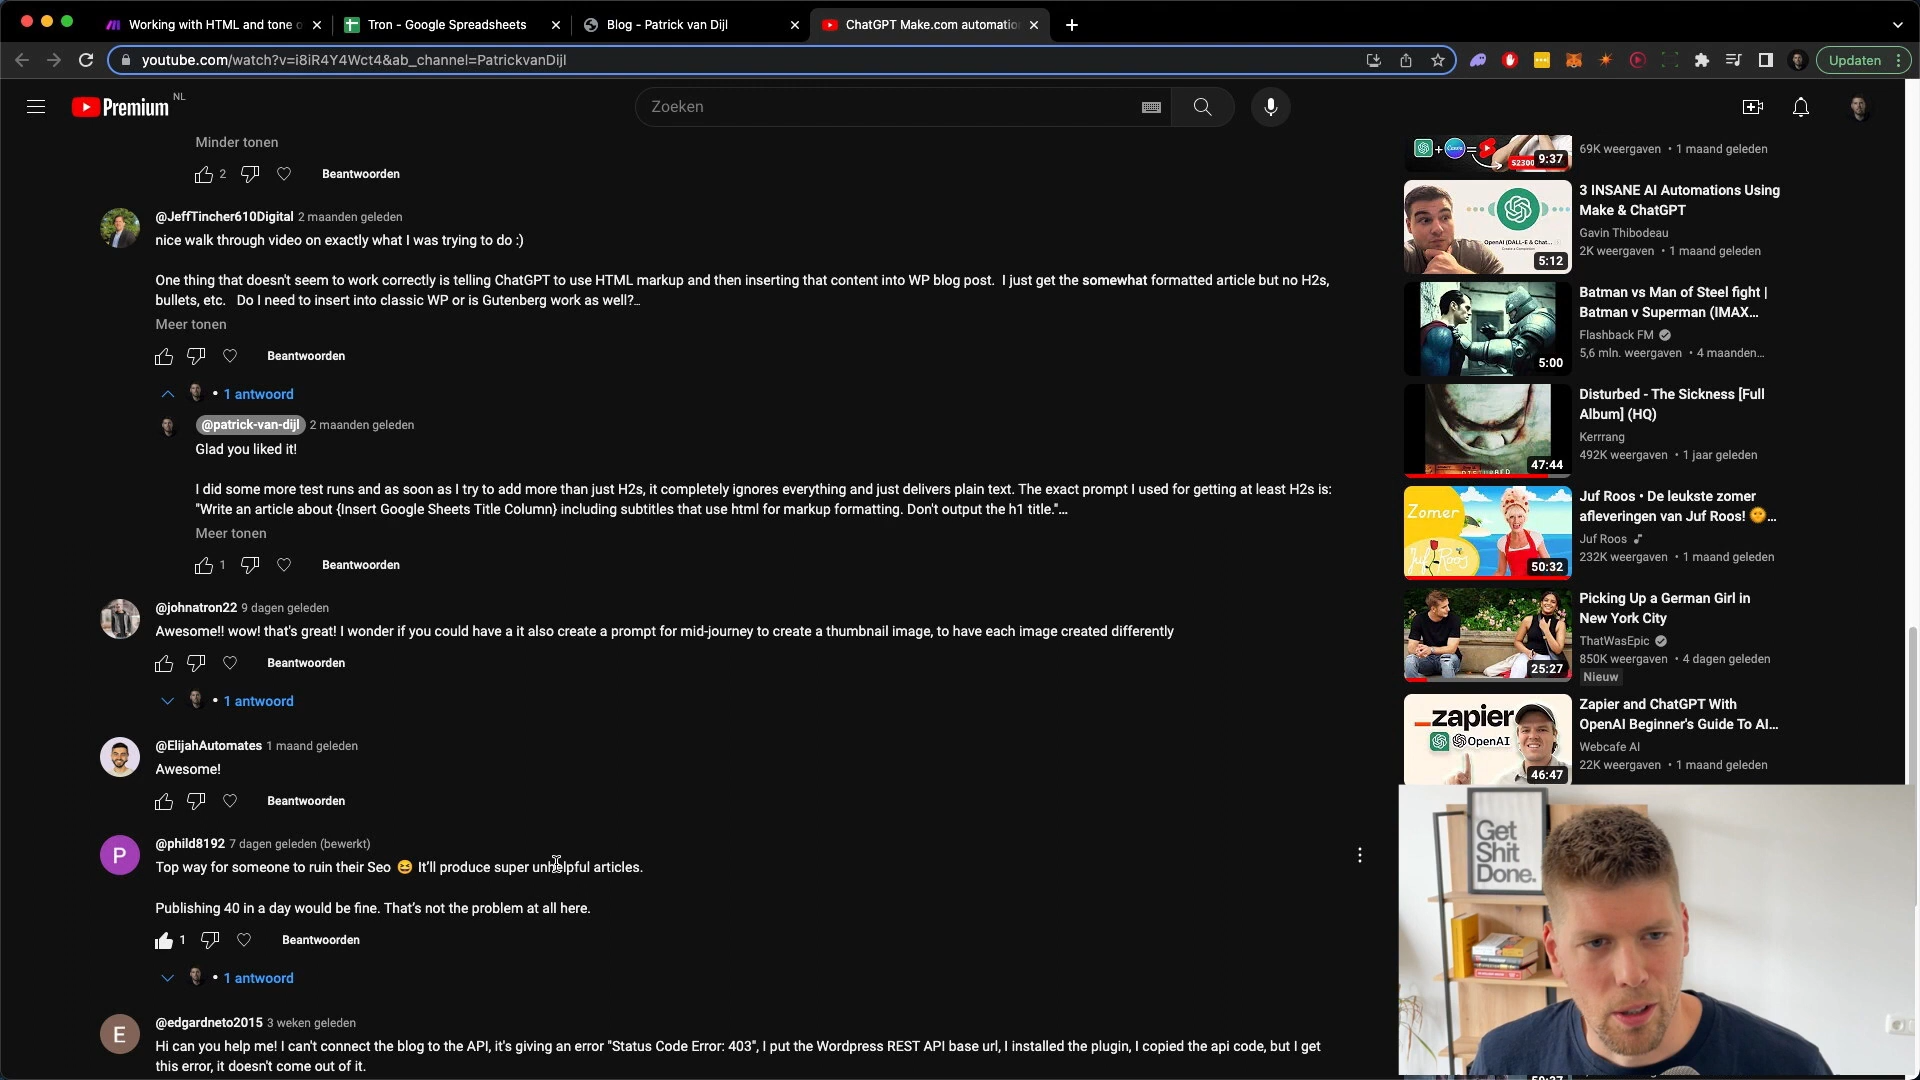 Working with HTML and tone o
Tron - Google Spreadsheets
Blog - Patrick van Dijl
ChatGPT Make.com automatio
youtube.com/watch?v=i8iR4Y4Wct4&ab_channel=PatrickvanDijl
Updaten
Premium NL
Zoeken
Minder tonen
2 Beantwoorden
@JeffTincher610Digital 2 maanden geleden
nice walk through video on exactly what I was trying to do :)
One thing that doesn't seem to work correctly is telling ChatGPT to use HTML markup and then inserting that content into WP blog post. I just get the somewhat formatted article but no H2s,
bullets, etc. Do I need to insert into classic WP or is Gutenberg work as well?...
Meer tonen
Beantwoorden
• 1 antwoord
@patrick-van-dijl 2 maanden geleden
Glad you liked it!
I did some more test runs and as soon as I try to add more than just H2s, it completely ignores everything and just delivers plain text. The exact prompt I used for getting at least H2s is:
"Write an article about {Insert Google Sheets Title Column} including subtitles that use html for markup formatting. Don't output the h1 title."...
Meer tonen
1 Beantwoorden
@johnatron22 9 dagen geleden
Awesome!! wow! that's great! I wonder if you could have a it also create a prompt for mid-journey to create a thumbnail image, to have each image created differently
Beantwoorden
• 1 antwoord
@ElijahAutomates 1 maand geleden
Awesome!
Beantwoorden
P
@phild8192 7 dagen geleden (bewerkt)
Top way for someone to ruin their Seo 😆 It'll produce super unhelpful articles.
Publishing 40 in a day would be fine. That's not the problem at all here.
1 Beantwoorden
• 1 antwoord
E
@edgardneto2015 3 weken geleden
Hi can you help me! I can't connect the blog to the API, it's giving an error "Status Code Error: 403", I put the Wordpress REST API base url, I installed the plugin, I copied the api code, but I get
this error, it doesn't come out of it.
+ Canva =
$2300
9:37
69K weergaven • 1 maand geleden
OpenAI (DALL-E & Chat...
5:12
3 INSANE AI Automations Using
Make & ChatGPT
Gavin Thibodeau
2K weergaven • 1 maand geleden
5:00
Batman vs Man of Steel fight |
Batman v Superman (IMAX...
Flashback FM
5,6 mln. weergaven • 4 maanden...
47:44
Disturbed - The Sickness [Full
Album] (HQ)
Kerrrang
492K weergaven • 1 jaar geleden
Zomer
Juf Roos
50:32
Juf Roos • De leukste zomer
afleveringen van Juf Roos! 🌞...
Juf Roos
232K weergaven • 1 maand geleden
25:27
Picking Up a German Girl in
New York City
ThatWasEpic
850K weergaven • 4 dagen geleden
Nieuw
zapier
OpenAI
46:47
Zapier and ChatGPT With
OpenAI Beginner's Guide To AI...
Webcafe AI
22K weergaven • 1 maand geleden
Get
Shit
Done.